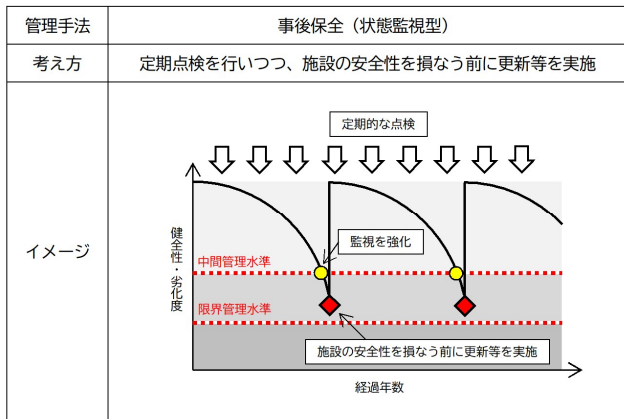 管理手法
事後保全（状態監視型）
考え方
定期点検を行いつつ、施設の安全性を損なう前に更新等を実施
イメージ
定期的な点検
健全性・劣化度
監視を強化
中間管理水準
限界管理水準
施設の安全性を損なう前に更新等を実施
経過年数